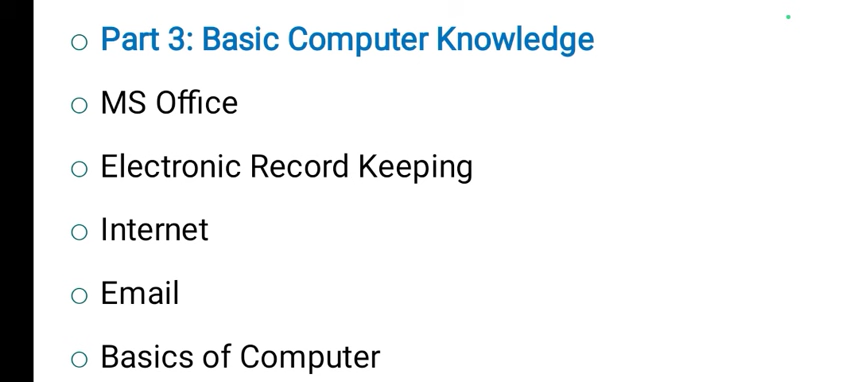 Part 3: Basic Computer Knowledge
MS Office
Electronic Record Keeping
Internet
Email
Basics of Computer